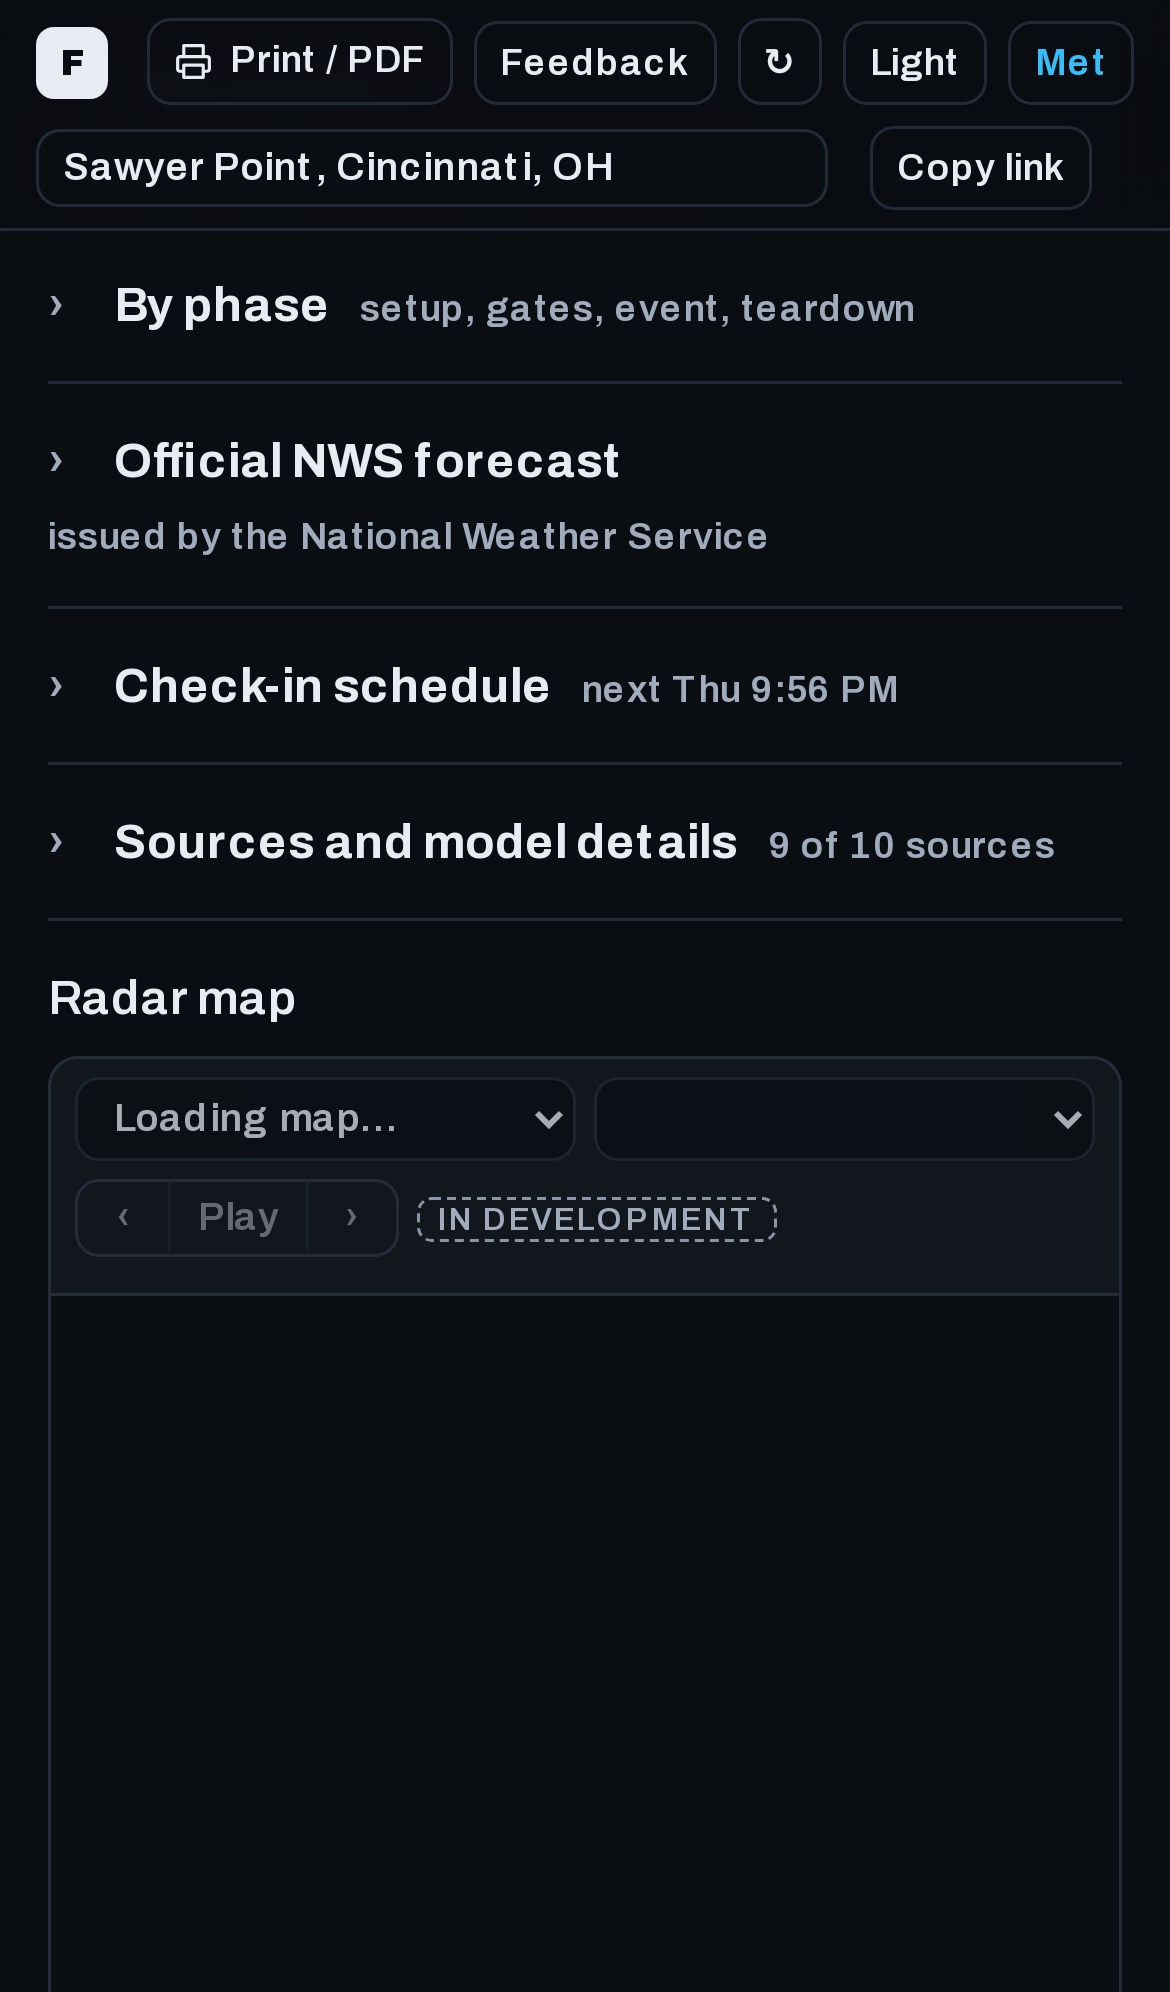 F Print / PDF Feedback ↻ Light Met
Sawyer Point, Cincinnati, OH Copy link
› By phase setup, gates, event, teardown
› Official NWS forecast
issued by the National Weather Service
› Check-in schedule next Thu 9:56 PM
› Sources and model details 9 of 10 sources
Radar map
Loading map...
‹ Play › IN DEVELOPMENT